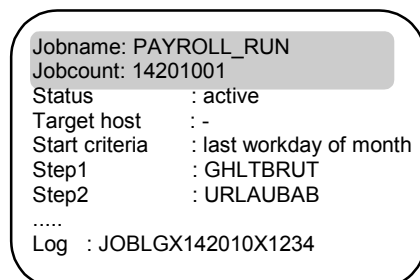 Jobname: PAYROLL_RUN
Jobcount: 14201001
Status : active
Target host : -
Start criteria : last workday of month
Step1 : GHLTBRUT
Step2 : URLAUBAB
.....
Log : JOBLGX142010X1234